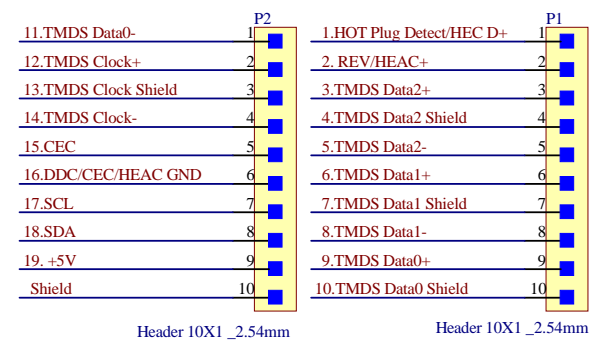 P2
11.TMDS Data0- 1
12.TMDS Clock+ 2
13.TMDS Clock Shield 3
14.TMDS Clock- 4
15.CEC 5
16.DDC/CEC/HEAC GND 6
17.SCL 7
18.SDA 8
19. +5V 9
Shield 10
Header 10X1 _2.54mm
P1
1.HOT Plug Detect/HEC D+ 1
2. REV/HEAC+ 2
3.TMDS Data2+ 3
4.TMDS Data2 Shield 4
5.TMDS Data2- 5
6.TMDS Data1+ 6
7.TMDS Data1 Shield 7
8.TMDS Data1- 8
9.TMDS Data0+ 9
10.TMDS Data0 Shield 10
Header 10X1 _2.54mm